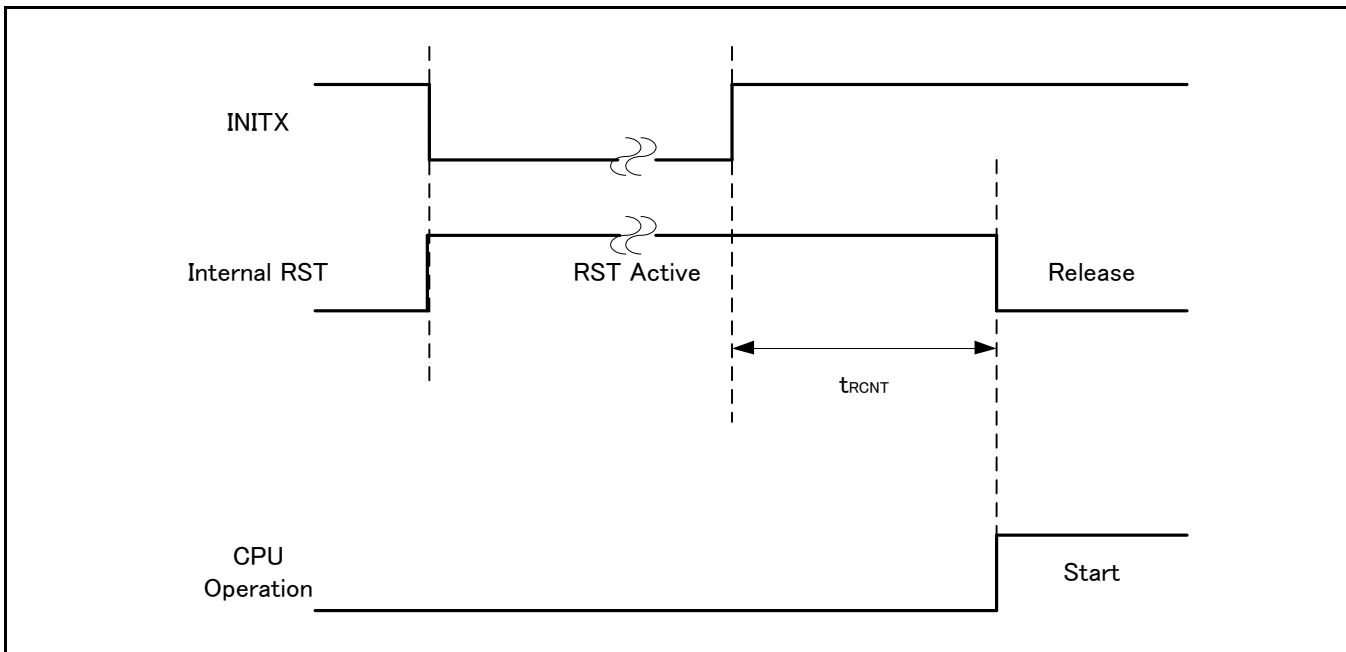 INITX
Internal RST
RST Active
Release
tRCNT
CPU
Operation
Start